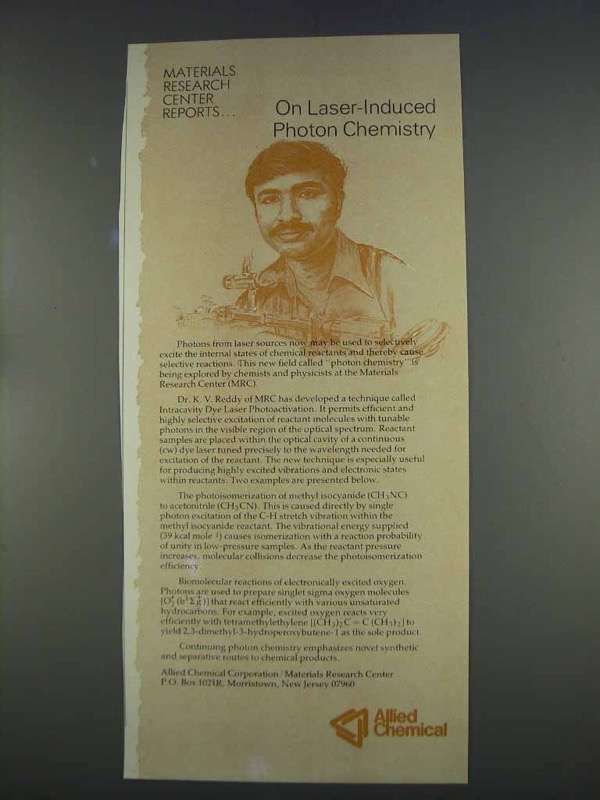 MATERIALS
RESEARCH
CENTER
REPORTS...
On Laser-Induced
Photon Chemistry
Photons from laser sources now may be used to selectively
excite the internal states of chemical reactants and thereby cause
selective reactions. This new field called "photon chemistry" is
being explored by chemists and physicists at the Materials
Research Center (MRC).
Dr. K. V. Reddy of MRC has developed a technique called
Intracavity Dye Laser Photoactivation. It permits efficient and
highly selective excitation of reactant molecules with tunable
photons in the visible region of the optical spectrum. Reactant
samples are placed within the optical cavity of a continuous
(cw) dye laser tuned precisely to the wavelength needed for
excitation of the reactant. The new technique is especially useful
for producing highly excited vibrations and electronic states
within reactants. Two examples are presented below.
The photoisomerization of methyl isocyanide (CH₃NC)
to acetonitrile (CH₃CN). This is caused directly by single
photon excitation of the C-H stretch vibration within the
methyl isocyanide reactant. The vibrational energy supplied
(39 kcal mole⁻¹) causes isomerization with a reaction probability
of unity in low-pressure samples. As the reactant pressure
increases, molecular collisions decrease the photoisomerization
efficiency.
Biomolecular reactions of electronically excited oxygen.
Photons are used to prepare singlet sigma oxygen molecules
that react efficiently with various unsaturated
hydrocarbons. For example, excited oxygen reacts very
efficiently with tetramethylethylene [(CH₃)₂C = C (CH₃)₂] to
yield 2,3-dimethyl-3-hydroperoxybutene-1 as the sole product.
Continuing photon chemistry emphasizes novel synthetic
and separative routes to chemical products.
Allied Chemical Corporation / Materials Research Center
P.O. Box 1021R, Morristown, New Jersey 07960
Allied
Chemical